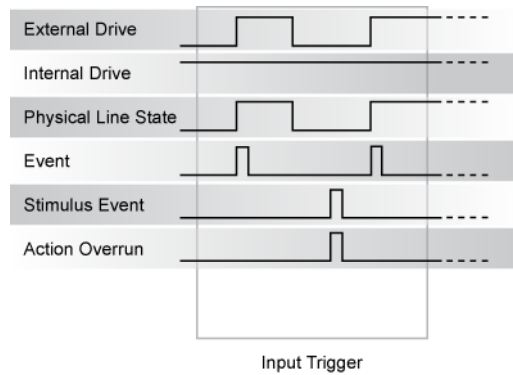 External Drive
Internal Drive
Physical Line State
Event
Stimulus Event
Action Overrun
Input Trigger